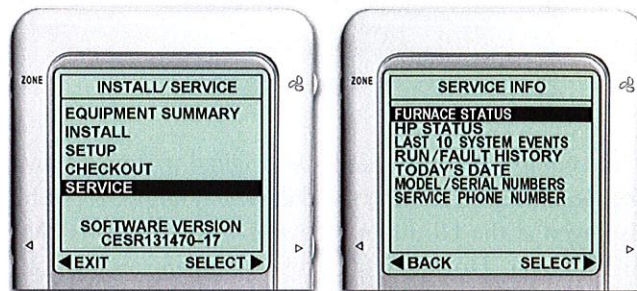 ZONE
INSTALL/ SERVICE
EQUIPMENT SUMMARY
INSTALL
SETUP
CHECKOUT
SERVICE
SOFTWARE VERSION
CESR131470–17
EXIT SELECT
ZONE
SERVICE INFO
FURNACE STATUS
HP STATUS
LAST 10 SYSTEM EVENTS
RUN/FAULT HISTORY
TODAY'S DATE
MODEL/SERIAL NUMBERS
SERVICE PHONE NUMBER
BACK SELECT